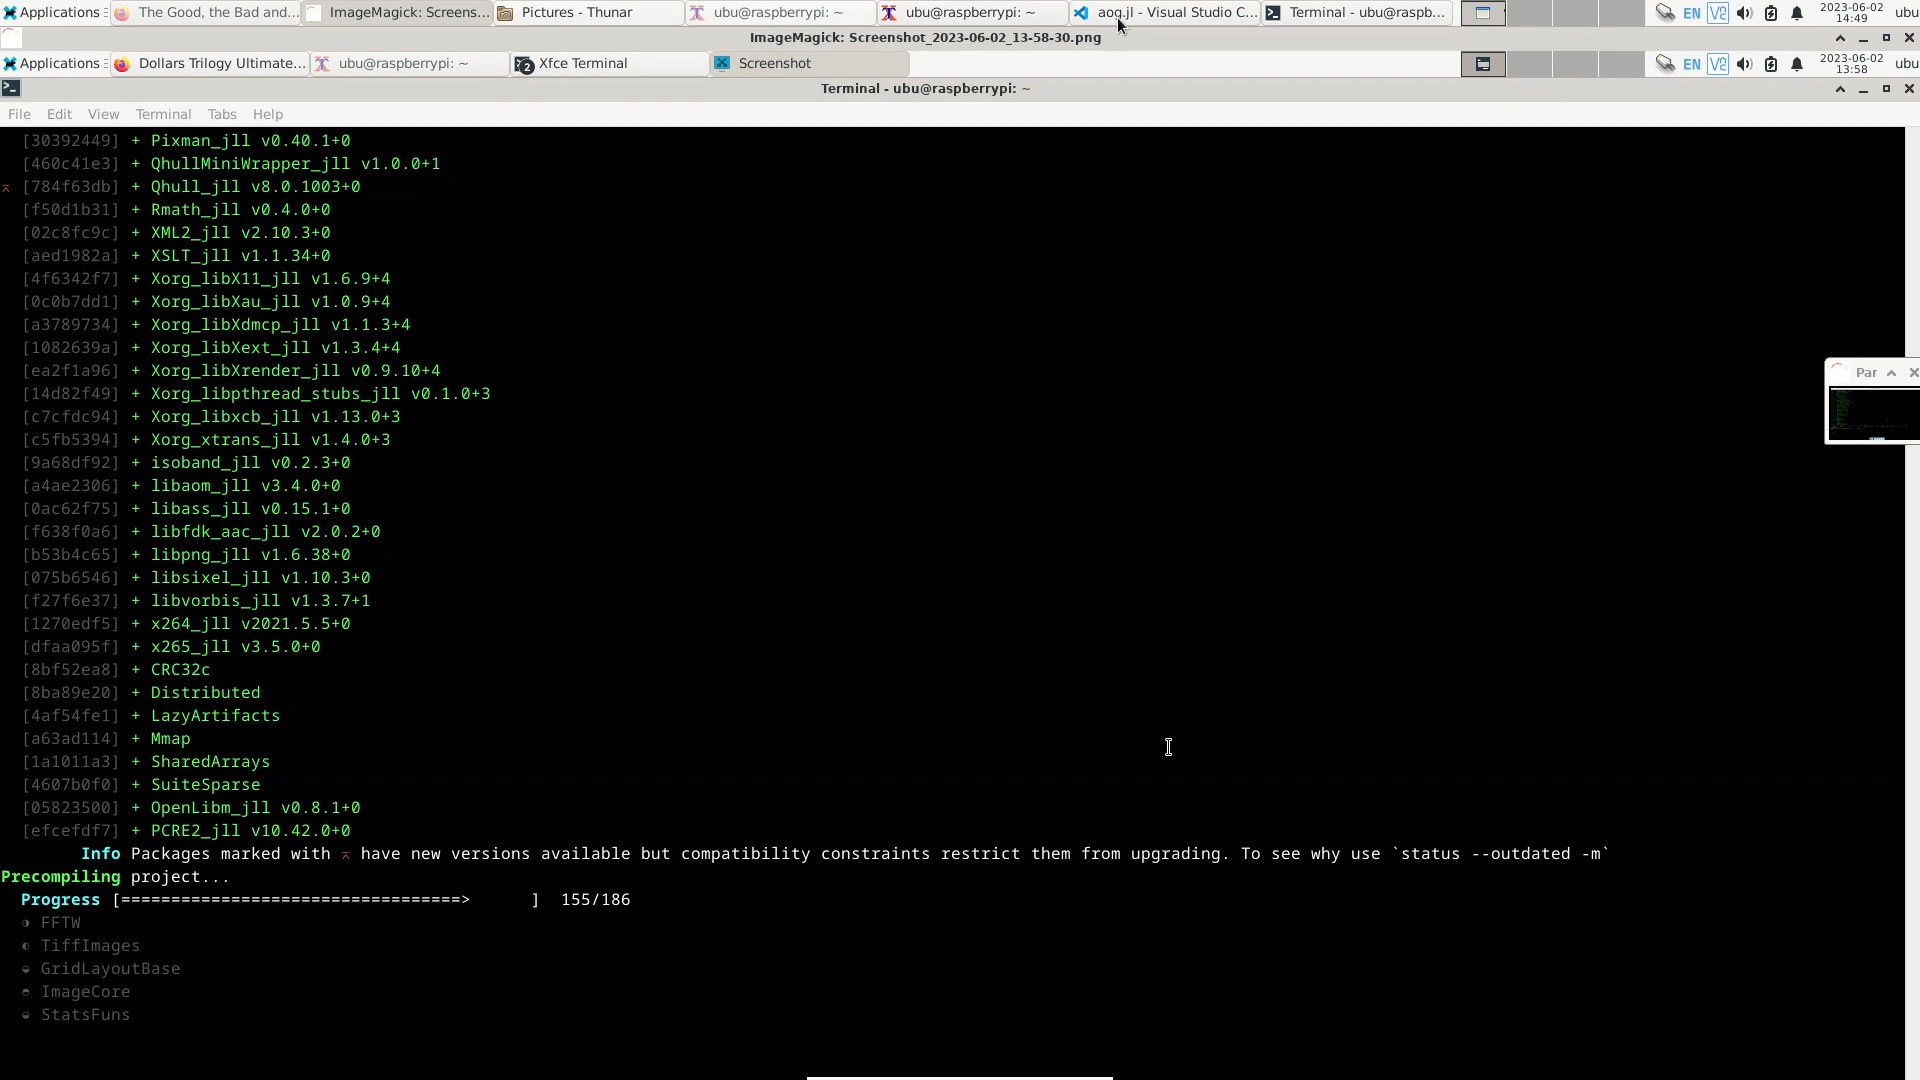 Applications The Good, the Bad and... ImageMagick: Screens... Pictures - Thunar ubu@raspberrypi: ~ ubu@raspberrypi: ~ aog.jl - Visual Studio C... Terminal - ubu@raspb... EN V2 2023-06-02 14:49 ubu
ImageMagick: Screenshot_2023-06-02_13-58-30.png
Applications Dollars Trilogy Ultimate... ubu@raspberrypi: ~ 2 Xfce Terminal Screenshot EN V2 2023-06-02 13:58 ubu
Terminal - ubu@raspberrypi: ~
File Edit View Terminal Tabs Help
[30392449] + Pixman_jll v0.40.1+0
[460c41e3] + QhullMiniWrapper_jll v1.0.0+1
⌅ [784f63db] + Qhull_jll v8.0.1003+0
[f50d1b31] + Rmath_jll v0.4.0+0
[02c8fc9c] + XML2_jll v2.10.3+0
[aed1982a] + XSLT_jll v1.1.34+0
[4f6342f7] + Xorg_libX11_jll v1.6.9+4
[0c0b7dd1] + Xorg_libXau_jll v1.0.9+4
[a3789734] + Xorg_libXdmcp_jll v1.1.3+4
[1082639a] + Xorg_libXext_jll v1.3.4+4
[ea2f1a96] + Xorg_libXrender_jll v0.9.10+4
[14d82f49] + Xorg_libpthread_stubs_jll v0.1.0+3
[c7cfdc94] + Xorg_libxcb_jll v1.13.0+3
[c5fb5394] + Xorg_xtrans_jll v1.4.0+3
[9a68df92] + isoband_jll v0.2.3+0
[a4ae2306] + libaom_jll v3.4.0+0
[0ac62f75] + libass_jll v0.15.1+0
[f638f0a6] + libfdk_aac_jll v2.0.2+0
[b53b4c65] + libpng_jll v1.6.38+0
[075b6546] + libsixel_jll v1.10.3+0
[f27f6e37] + libvorbis_jll v1.3.7+1
[1270edf5] + x264_jll v2021.5.5+0
[dfaa095f] + x265_jll v3.5.0+0
[8bf52ea8] + CRC32c
[8ba89e20] + Distributed
[4af54fe1] + LazyArtifacts
[a63ad114] + Mmap
[1a1011a3] + SharedArrays
[4607b0f0] + SuiteSparse
[05823500] + OpenLibm_jll v0.8.1+0
[efcefdf7] + PCRE2_jll v10.42.0+0
Info Packages marked with ⌅ have new versions available but compatibility constraints restrict them from upgrading. To see why use `status --outdated -m`
Precompiling project...
Progress [==================================> ] 155/186
◑ FFTW
◐ TiffImages
◒ GridLayoutBase
◓ ImageCore
◒ StatsFuns
Par